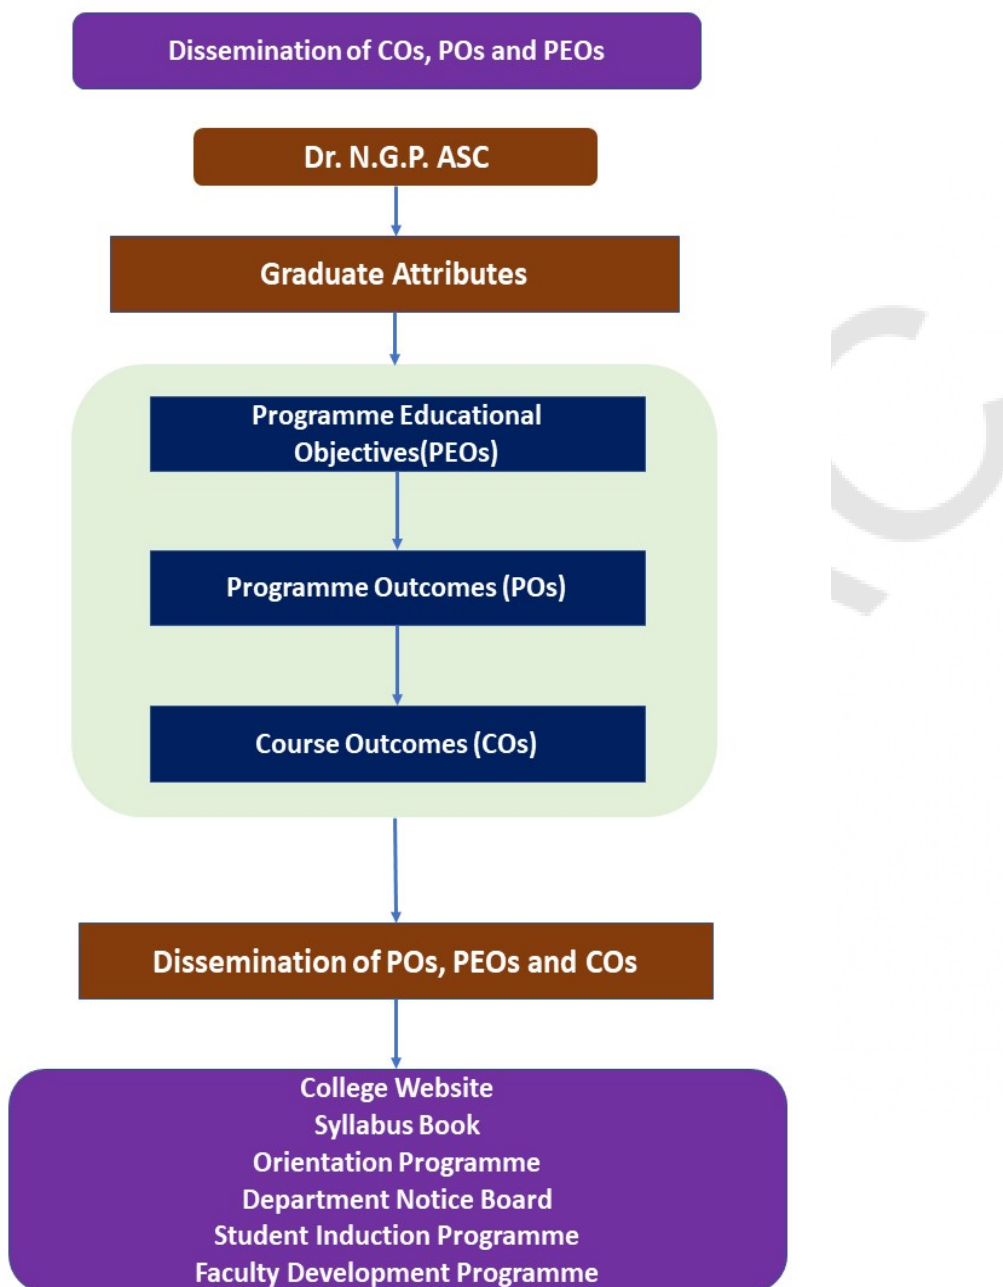 Dissemination of COs, POs and PEOs
Dr. N.G.P. ASC
Graduate Attributes
Programme Educational
Objectives(PEOs)
Programme Outcomes (POs)
Course Outcomes (COs)
Dissemination of POs, PEOs and COs
College Website
Syllabus Book
Orientation Programme
Department Notice Board
Student Induction Programme
Faculty Development Programme